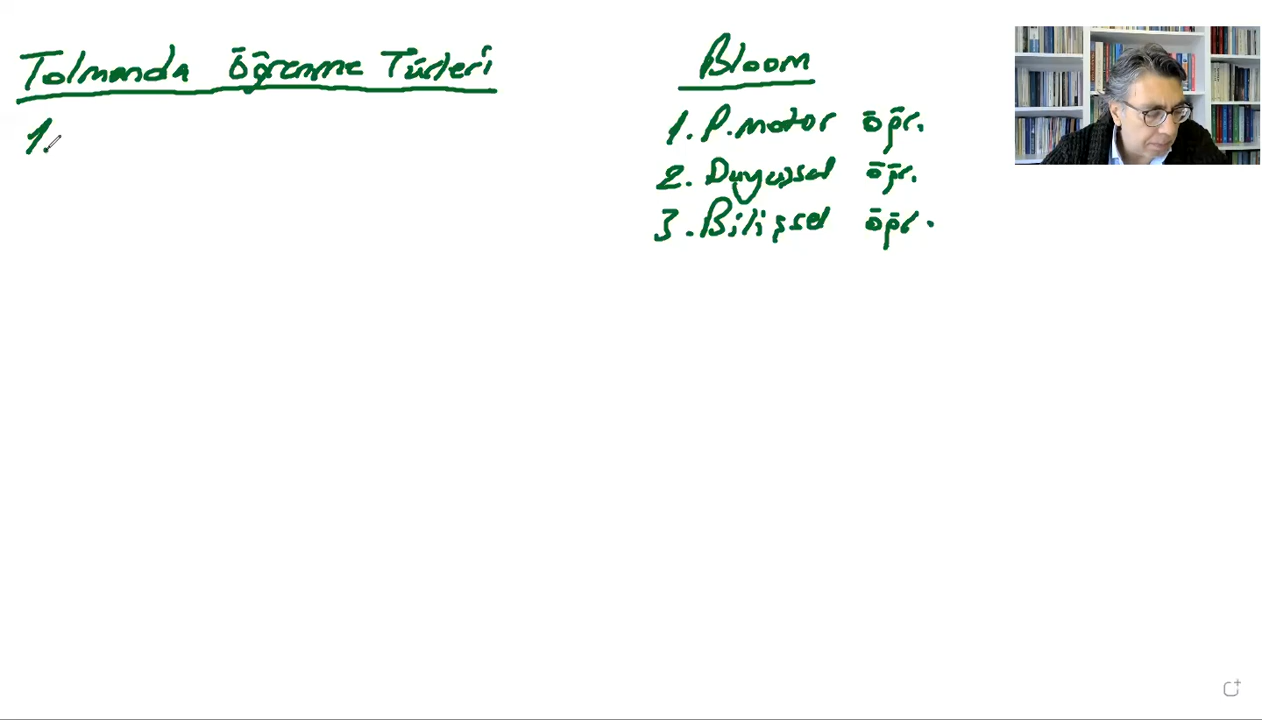 Tolmanda Öğrenme Türleri
1.
Bloom
1. P. motor öğr.
2. Duyuşsal öğr.
3. Bilişsel öğr.